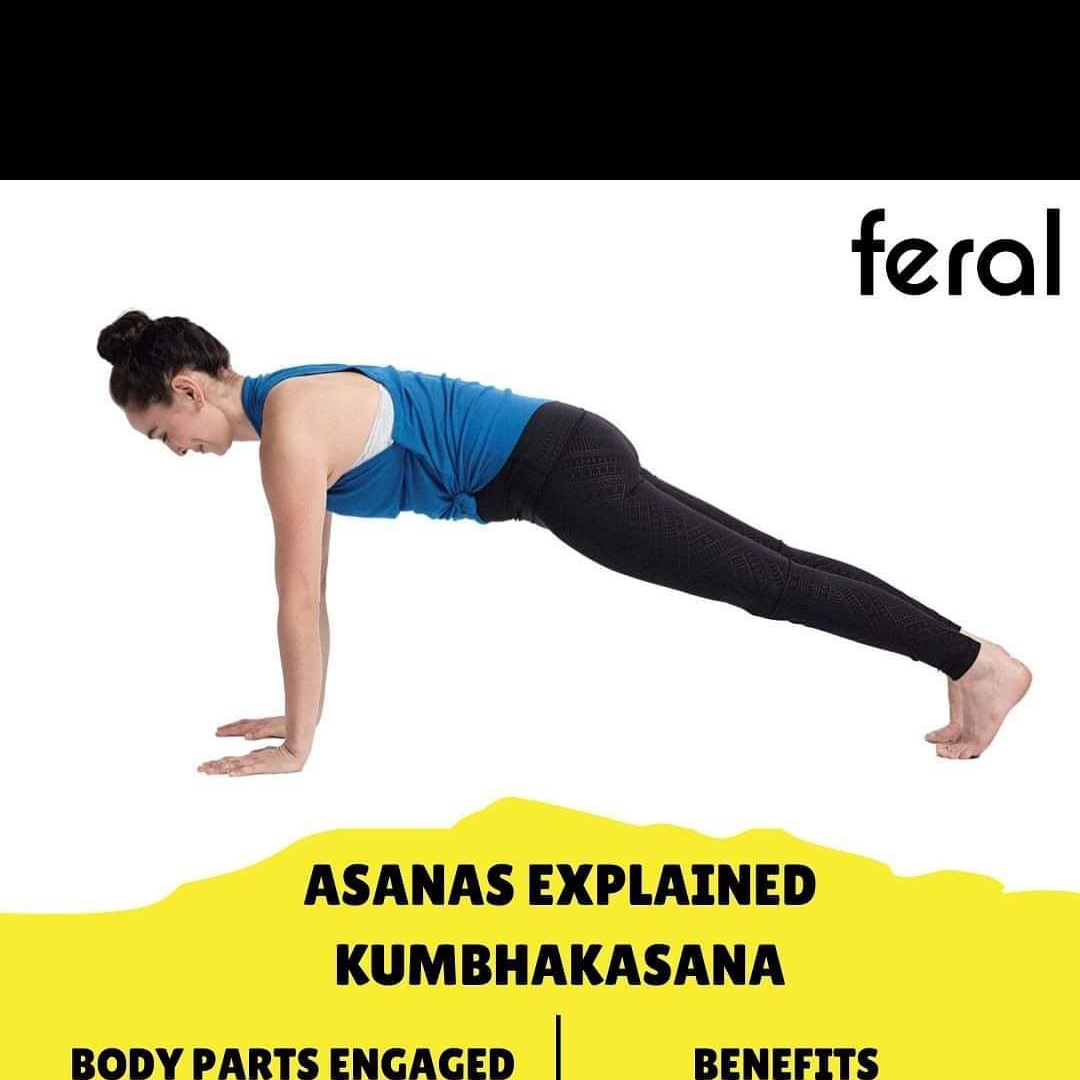 feral
ASANAS EXPLAINED
KUMBHAKASANA
BODY PARTS ENGAGED
BENEFITS